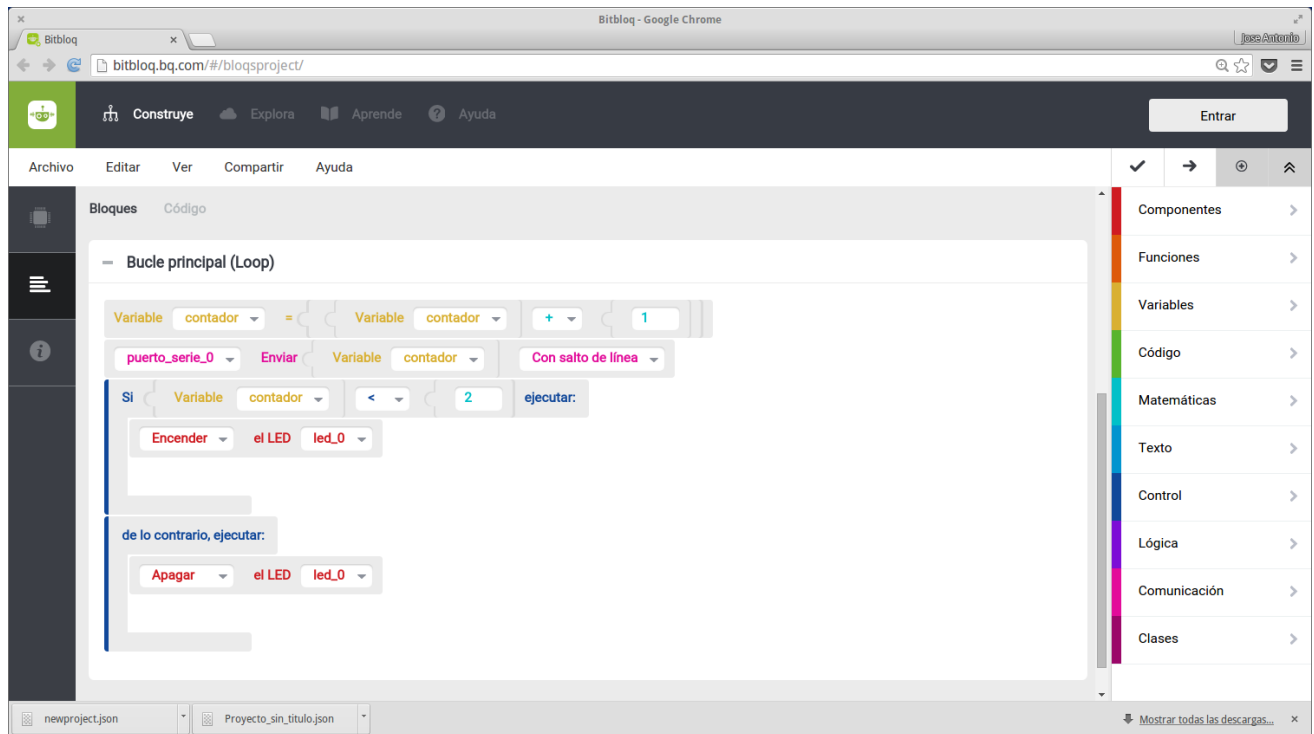 Bitbloq - Google Chrome
Bitbloq
Jose Antonio
bitbloq.bq.com/#/bloqsproject/
Construye Explora Aprende Ayuda Entrar
Archivo Editar Ver Compartir Ayuda
Bloques Código
Bucle principal (Loop)
Variable contador = Variable contador + 1
puerto_serie_0 Enviar Variable contador Con salto de línea
Si Variable contador < 2 ejecutar:
Encender el LED led_0
de lo contrario, ejecutar:
Apagar el LED led_0
Componentes
Funciones
Variables
Código
Matemáticas
Texto
Control
Lógica
Comunicación
Clases
newproject.json Proyecto_sin_titulo.json Mostrar todas las descargas...